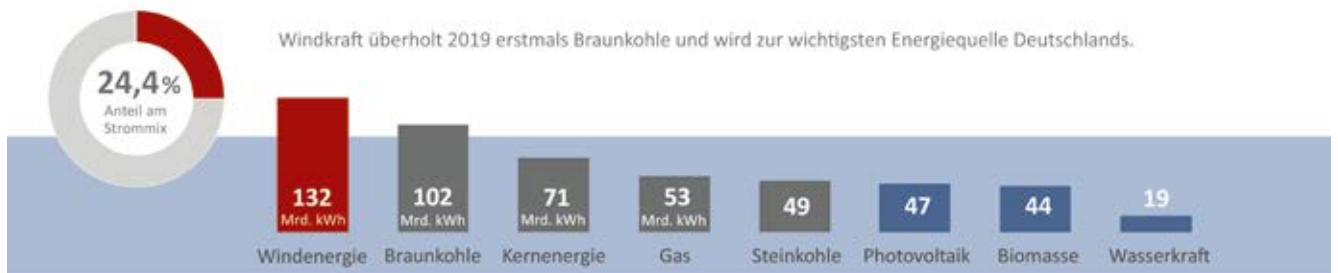 Windkraft überholt 2019 erstmals Braunkohle und wird zur wichtigsten Energiequelle Deutschlands.
24,4%
Anteil am
Strommix
132
Mrd. kWh
Windenergie
102
Mrd. kWh
Braunkohle
71
Mrd. kWh
Kernenergie
53
Mrd. kWh
Gas
49
Steinkohle
47
Photovoltaik
44
Biomasse
19
Wasserkraft